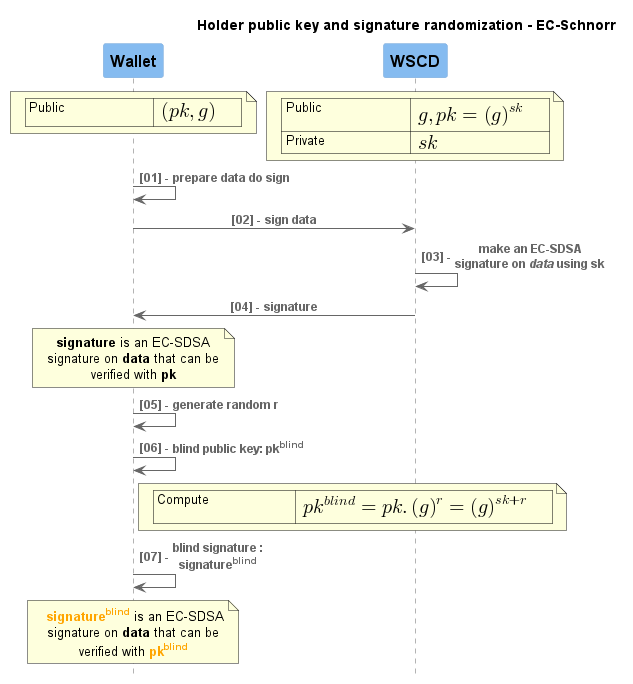 Holder public key and signature randomization - EC-Schnorr
Wallet
WSCD
Public (pk, g)
Public g, pk = (g)^sk
Private sk
[01] - prepare data do sign
[02] - sign data
[03] - make an EC-SDSA
signature on data using sk
[04] - signature
signature is an EC-SDSA
signature on data that can be
verified with pk
[05] - generate random r
[06] - blind public key: pk^blind
Compute pk^blind = pk.(g)^r = (g)^sk+r
[07] - blind signature :
signature^blind
signature^blind is an EC-SDSA
signature on data that can be
verified with pk^blind